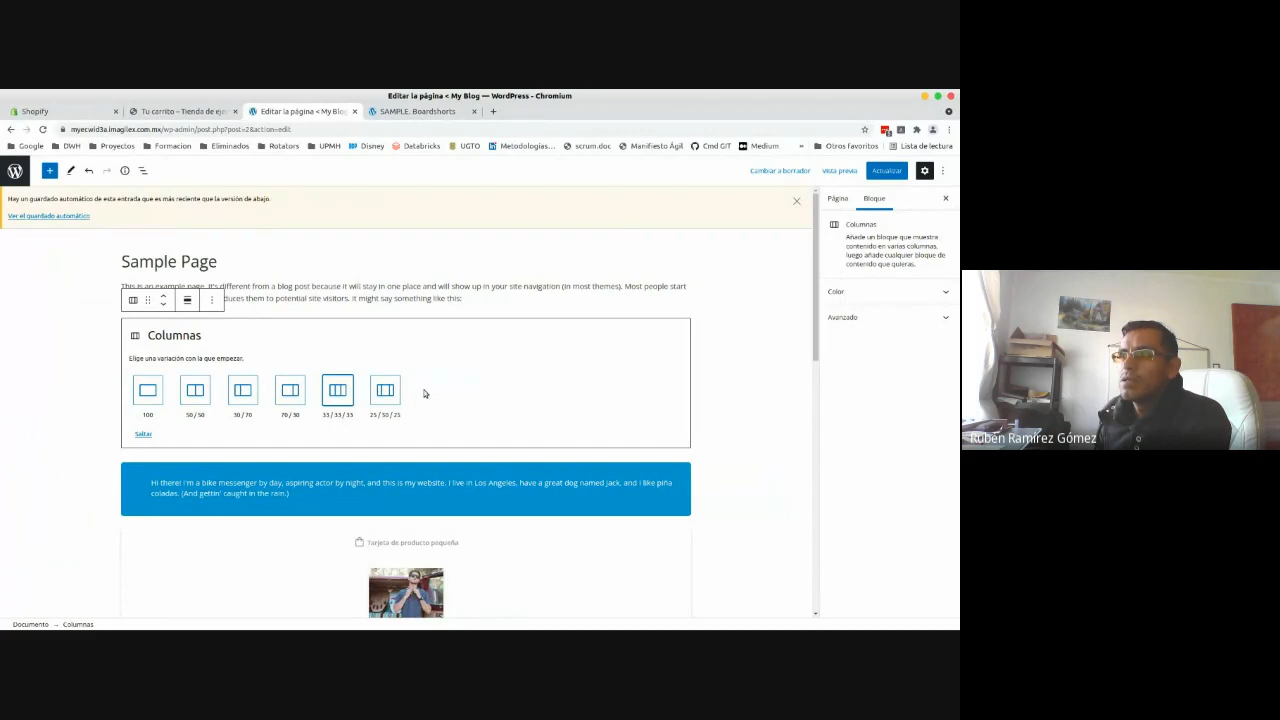 Editar la página < My Blog — WordPress - Chromium
Shopify
Tu carrito – Tienda de eje
Editar la página < My Blog
SAMPLE. Boardshorts
myecwid3a.imagilex.com.mx/wp-admin/post.php?post=2&action=edit
Google DWH Proyectos Formacion Eliminados Rotators UPMH Disney Databricks UGTO Metodologías... scrum.doc Manifiesto Ágil Cmd GIT Medium » Otros favoritos Lista de lectura
Cambiar a borrador Vista previa Actualizar
Hay un guardado automático de esta entrada que es más reciente que la versión de abajo.
Ver el guardado automático
Página Bloque
Columnas
Añade un bloque que muestra
contenido en varias columnas,
luego añade cualquier bloque de
contenido que quieras.
Color
Avanzado
Sample Page
This is an example page. It's different from a blog post because it will stay in one place and will show up in your site navigation (in most themes). Most people start
duces them to potential site visitors. It might say something like this:
Columnas
Elige una variación con la que empezar.
100 50 / 50 30 / 70 70 / 30 33 / 33 / 33 25 / 50 / 25
Saltar
Hi there! I'm a bike messenger by day, aspiring actor by night, and this is my website. I live in Los Angeles, have a great dog named Jack, and I like piña
coladas. (And gettin' caught in the rain.)
Tarjeta de producto pequeña
Documento → Columnas
Rubén Ramírez Gómez